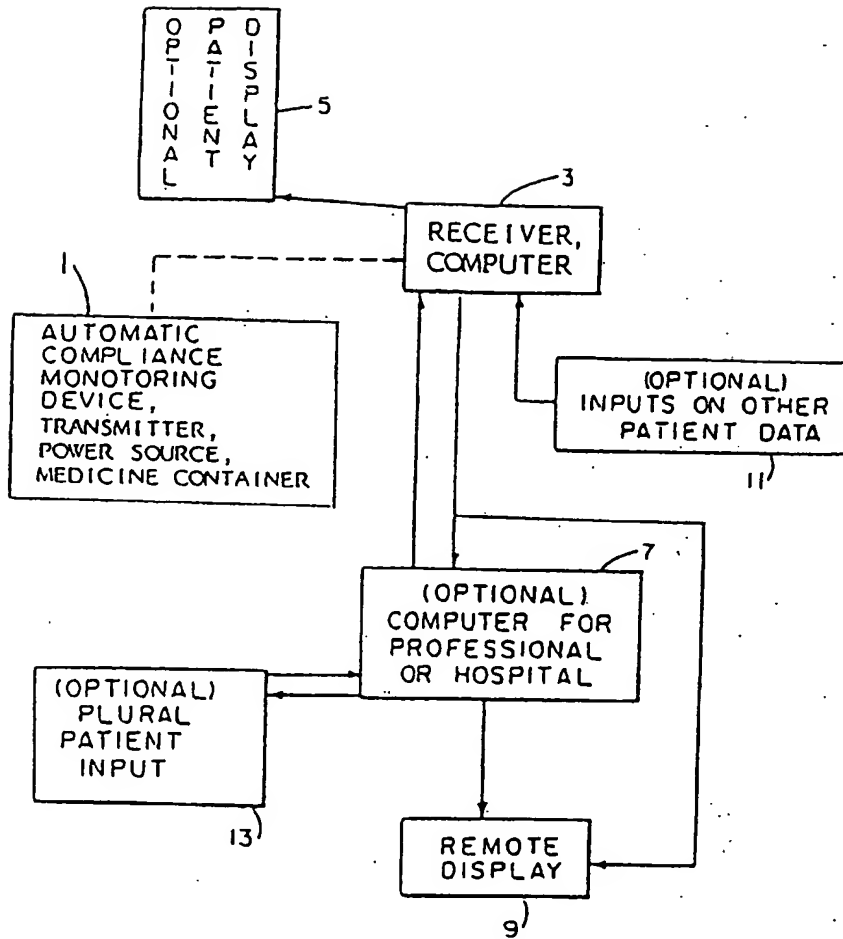 OPTIONAL
PATIENT
DISPLAY
5
3
RECEIVER,
COMPUTER
1
AUTOMATIC
COMPLIANCE
MONOTORING
DEVICE,
TRANSMITTER,
POWER SOURCE,
MEDICINE CONTAINER
(OPTIONAL)
INPUTS ON OTHER
PATIENT DATA
11
7
(OPTIONAL)
COMPUTER FOR
PROFESSIONAL
OR HOSPITAL
(OPTIONAL)
PLURAL
PATIENT
INPUT
13
REMOTE
DISPLAY
9